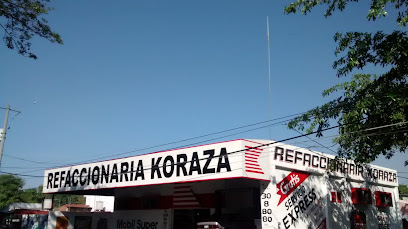 REFACCIONARIA KORAZA
REFACCIONARIA KORAZA
Mobil Super
EXPRESS